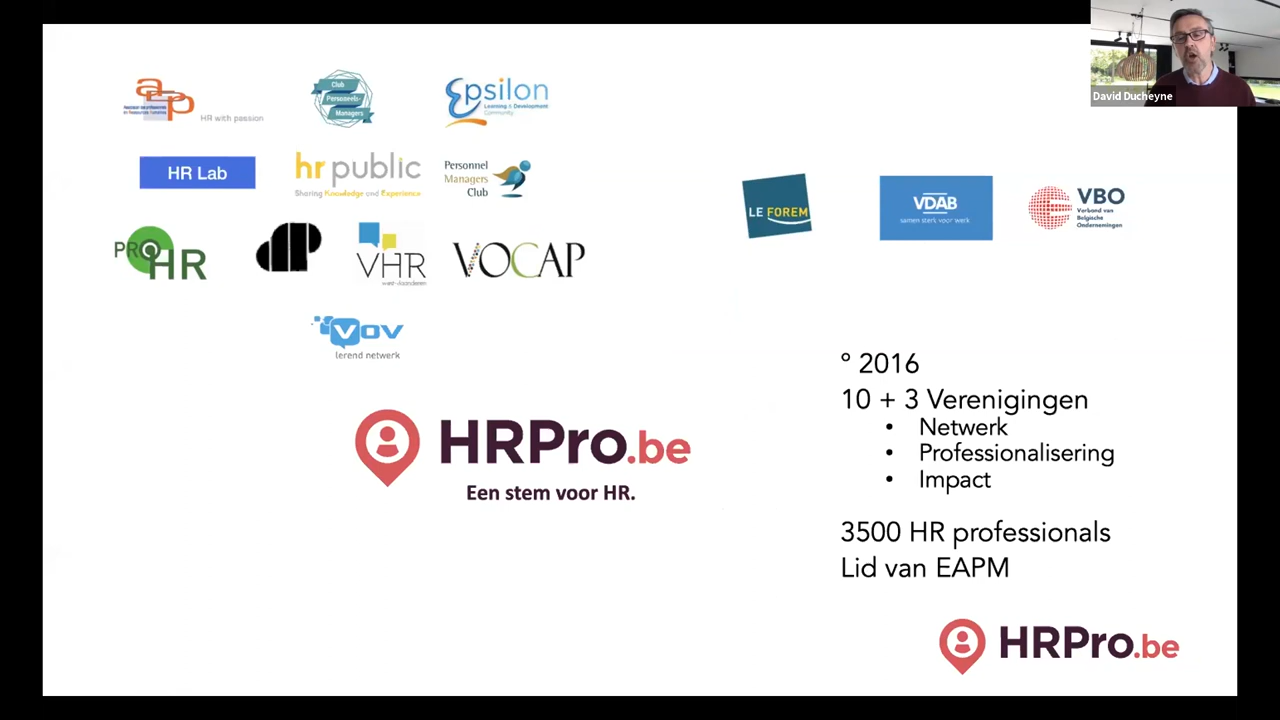 David Ducheyne
app
HR with passion
Club
Personeels-
Managers
Epsilon
Learning & Development
Community
HR Lab
hr public
Sharing Knowledge and Experience
Personnel
Managers
Club
PRO HR
VHR
west-vlaanderen
VOCAP
VOV
lerend netwerk
LE FOREM
VDAB
samen sterk voor werk
VBO
Verbond van
Belgische
Ondernemingen
HRPro.be
Een stem voor HR.
° 2016
10 + 3 Verenigingen
• Netwerk
• Professionalisering
• Impact
3500 HR professionals
Lid van EAPM
HRPro.be